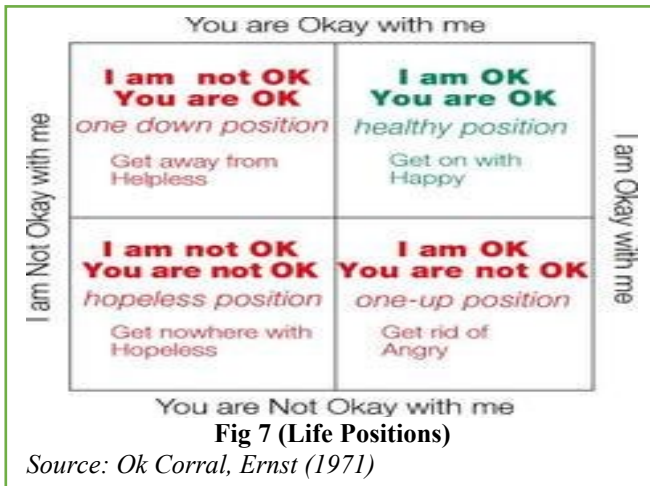 You are Okay with me
I am not OK
You are OK
one down position
Get away from
Helpless
I am OK
You are OK
healthy position
Get on with
Happy
I am Not Okay with me
I am Okay with me
I am not OK
You are not OK
hopeless position
Get nowhere with
Hopeless
I am OK
You are not OK
one-up position
Get rid of
Angry
You are Not Okay with me
Fig 7 (Life Positions)
Source: Ok Corral, Ernst (1971)